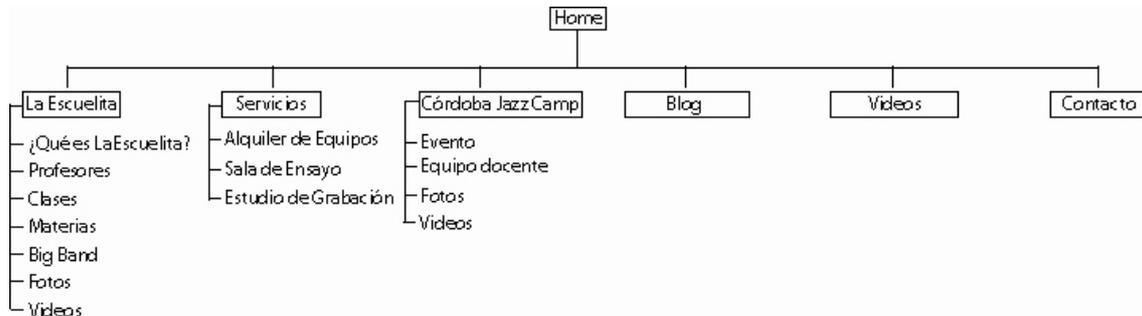 Home
La Escuelita
Servicios
Córdoba Jazz Camp
Blog
Videos
Contacto
¿Qué es La Escuelita?
Profesores
Clases
Materias
Big Band
Fotos
Videos
Alquiler de Equipos
Sala de Ensayo
Estudio de Grabación
Evento
Equipo docente
Fotos
Videos